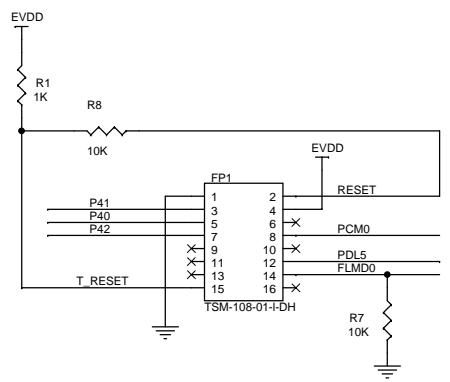 EVDD
R1
1K
R8
10K
EVDD
FP1
1 2 RESET
P41 3 4
P40 5 6
P42 7 8 PCM0
9 10
11 12 PDL5
13 14 FLMD0
T_RESET 15 16
TSM-108-01-I-DH
R7
10K